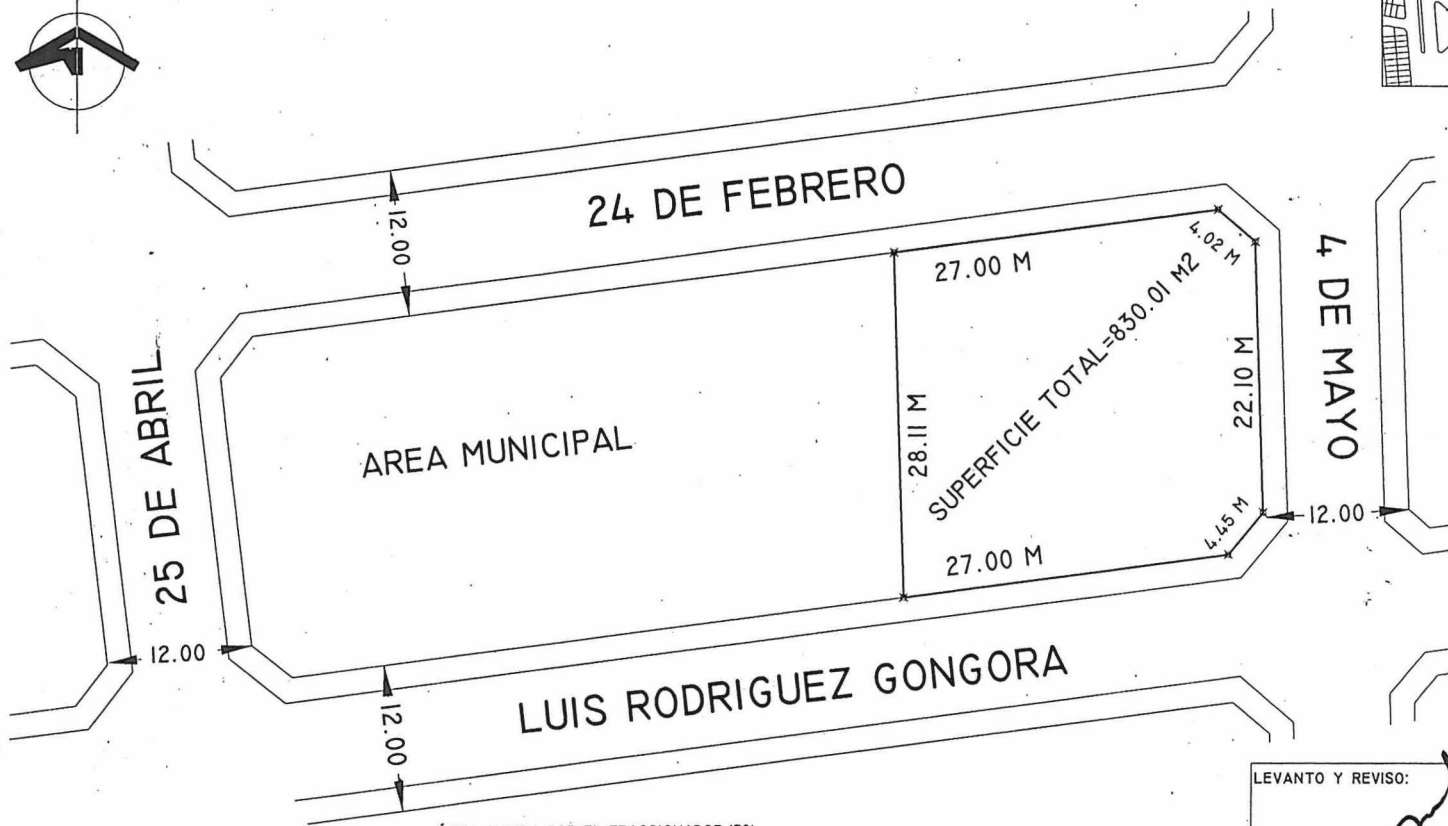 24 DE FEBRERO
12.00
27.00 M
4.02 M
4 DE MAYO
25 DE ABRIL
AREA MUNICIPAL
28.11 M
SUPERFICIE TOTAL=830.01 M2
22.10 M
4.45 M
12.00
27.00 M
12.00
LUIS RODRIGUEZ GONGORA
12.00
LEVANTO Y REVISO: